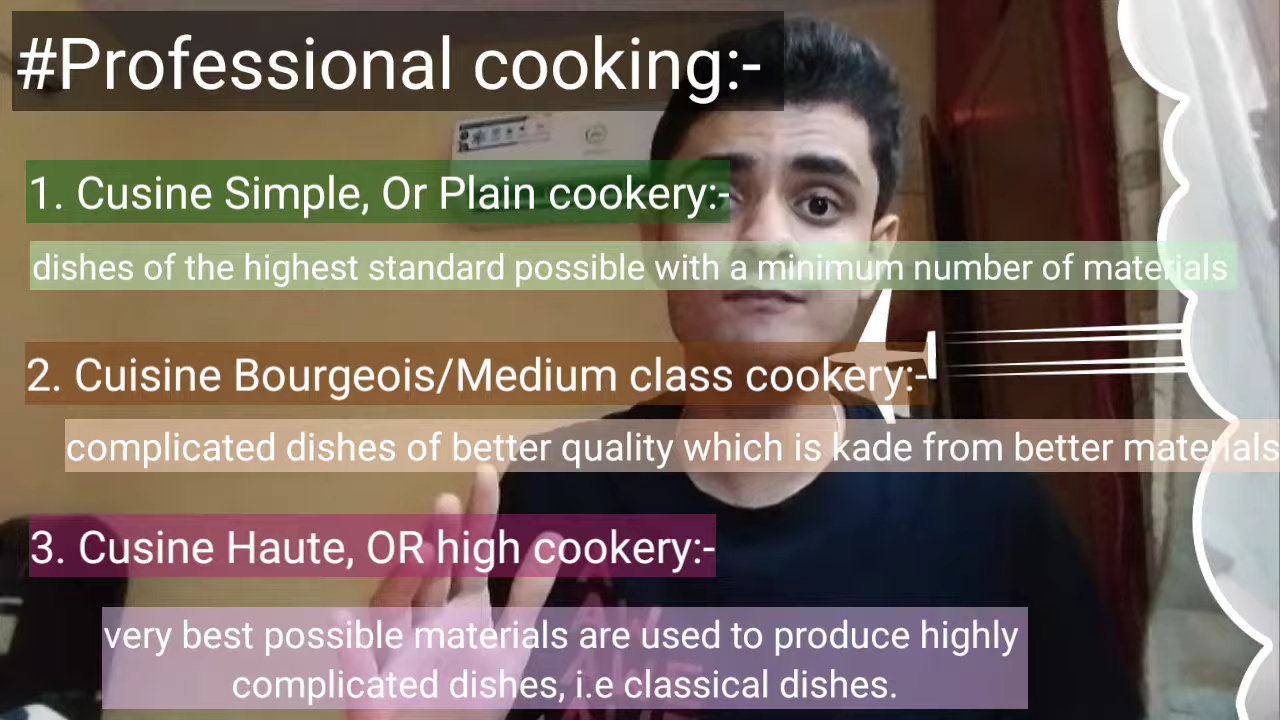 #Professional cooking:-
1. Cusine Simple, Or Plain cookery:-
dishes of the highest standard possible with a minimum number of materials
2. Cuisine Bourgeois/Medium class cookery:-
complicated dishes of better quality which is kade from better materials
3. Cusine Haute, OR high cookery:-
very best possible materials are used to produce highly
complicated dishes, i.e classical dishes.